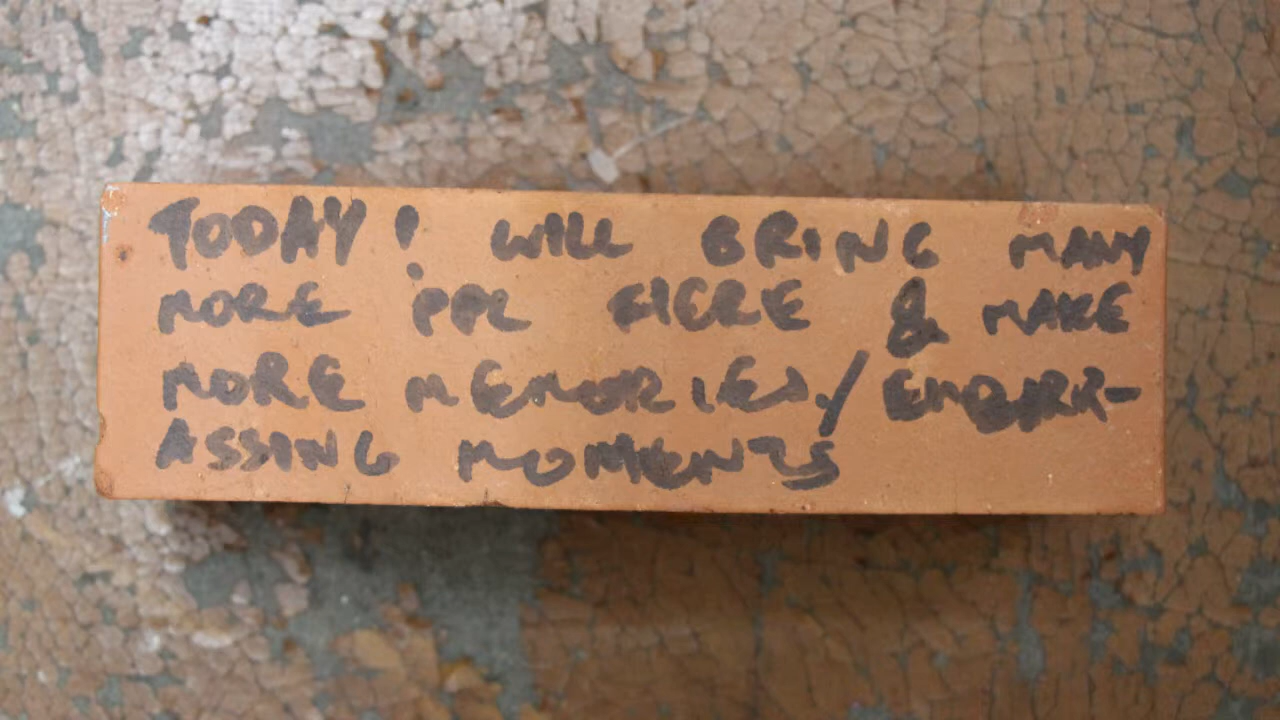 TODAY! WILL BRING MANY
MORE PPL HERE & MAKE
MORE MEMORIES./EMBARR-
ASSING MOMENTS